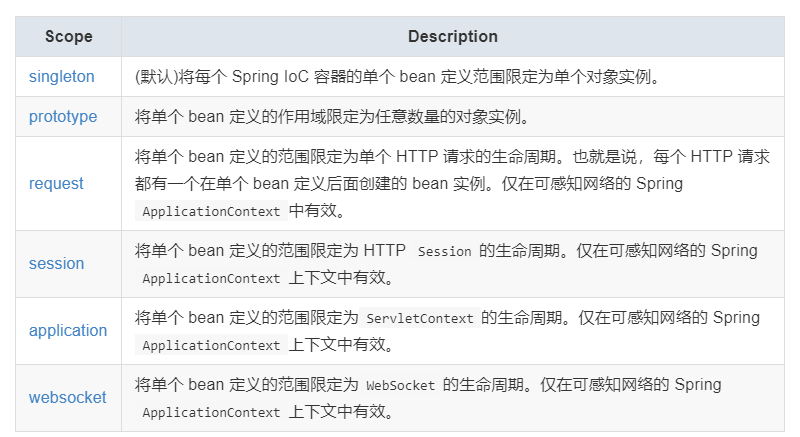 Scope Description
singleton (默认)将每个 Spring IoC 容器的单个 bean 定义范围限定为单个对象实例。
prototype 将单个 bean 定义的作用域限定为任意数量的对象实例。
将单个 bean 定义的范围限定为单个 HTTP 请求的生命周期。也就是说，每个 HTTP 请求
request 都有一个在单个 bean 定义后面创建的 bean 实例。仅在可感知网络的 Spring
ApplicationContext 中有效。
session 将单个 bean 定义的范围限定为 HTTP Session 的生命周期。仅在可感知网络的 Spring
ApplicationContext 上下文中有效。
application 将单个 bean 定义的范围限定为 ServletContext 的生命周期。仅在可感知网络的 Spring
ApplicationContext 上下文中有效。
websocket 将单个 bean 定义的范围限定为 WebSocket 的生命周期。仅在可感知网络的 Spring
ApplicationContext 上下文中有效。